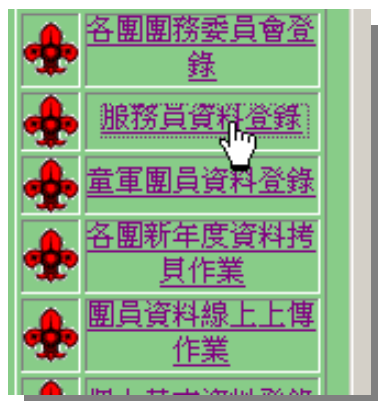 各團團務委員會登
錄
服務員資料登錄
童軍團員資料登錄
各團新年度資料拷
貝作業
團員資料線上上傳
作業